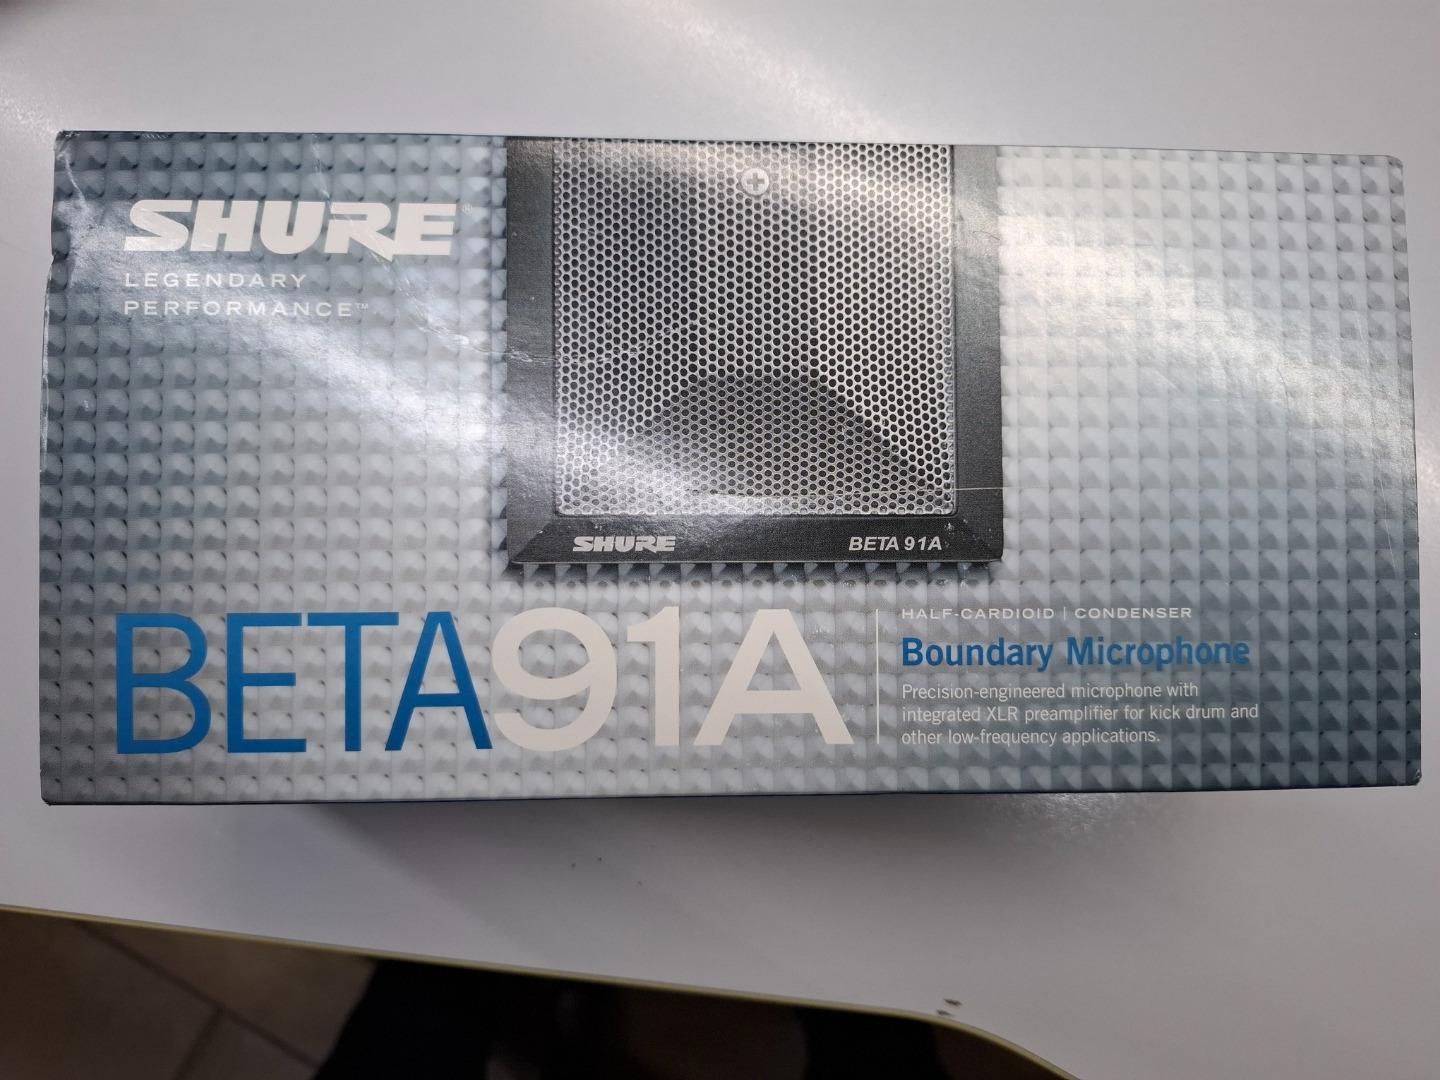 SHURE®
LEGENDARY
PERFORMANCE™
SHURE
BETA 91A
BETA91A
HALF-CARDIOID | CONDENSER
Boundary Microphone
Precision-engineered microphone with
integrated XLR preamplifier for kick drum and
other low-frequency applications.